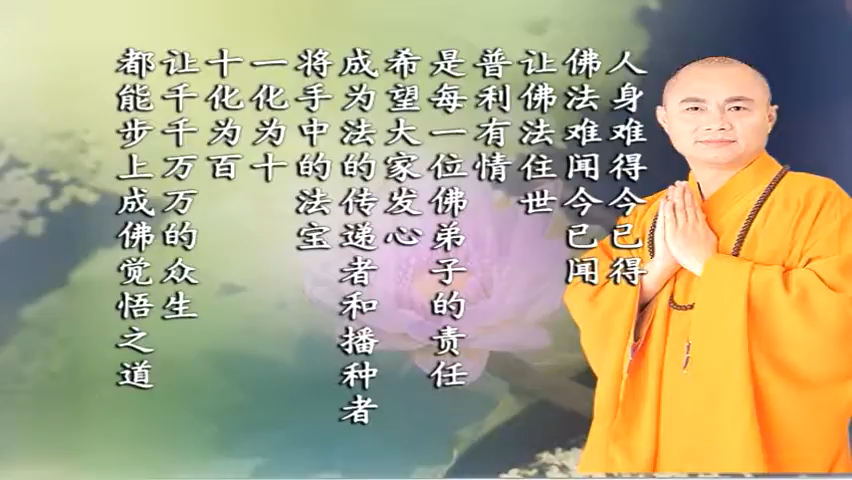 人身难得今已得
佛法难闻今已闻
让佛法住世
普利有情
是每一位佛弟子的责任
希望大家发心
成为法的传递者和播种者
将手中的法宝
一化为十
十化为百
让千千万万的众生
都能步上成佛觉悟之道